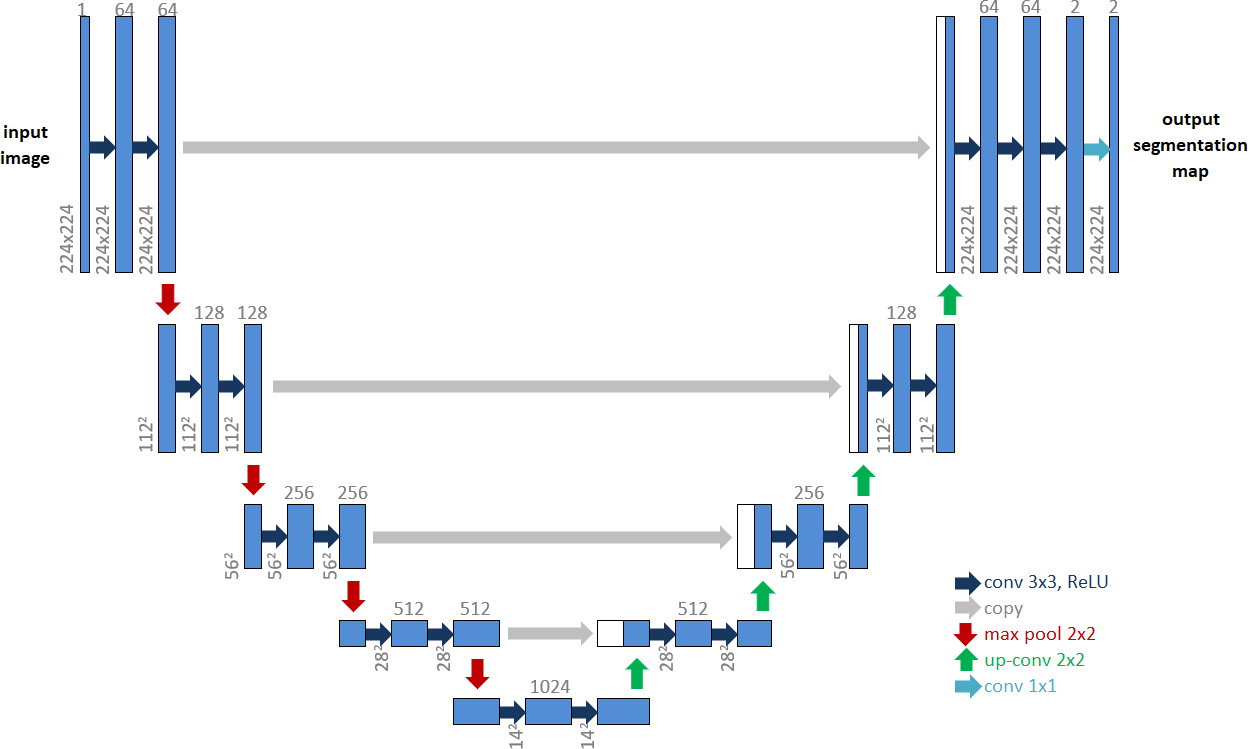 1 64 64
64 64 2 2
input
image
output
segmentation
map
224x224 224x224 224x224
224x224 224x224 224x224 224x224
128 128
128
112² 112² 112²
112² 112²
256 256
256
56² 56² 56²
56² 56²
512 512
512
28² 28²
28² 28²
1024
14² 14²
conv 3x3, ReLU
copy
max pool 2x2
up-conv 2x2
conv 1x1